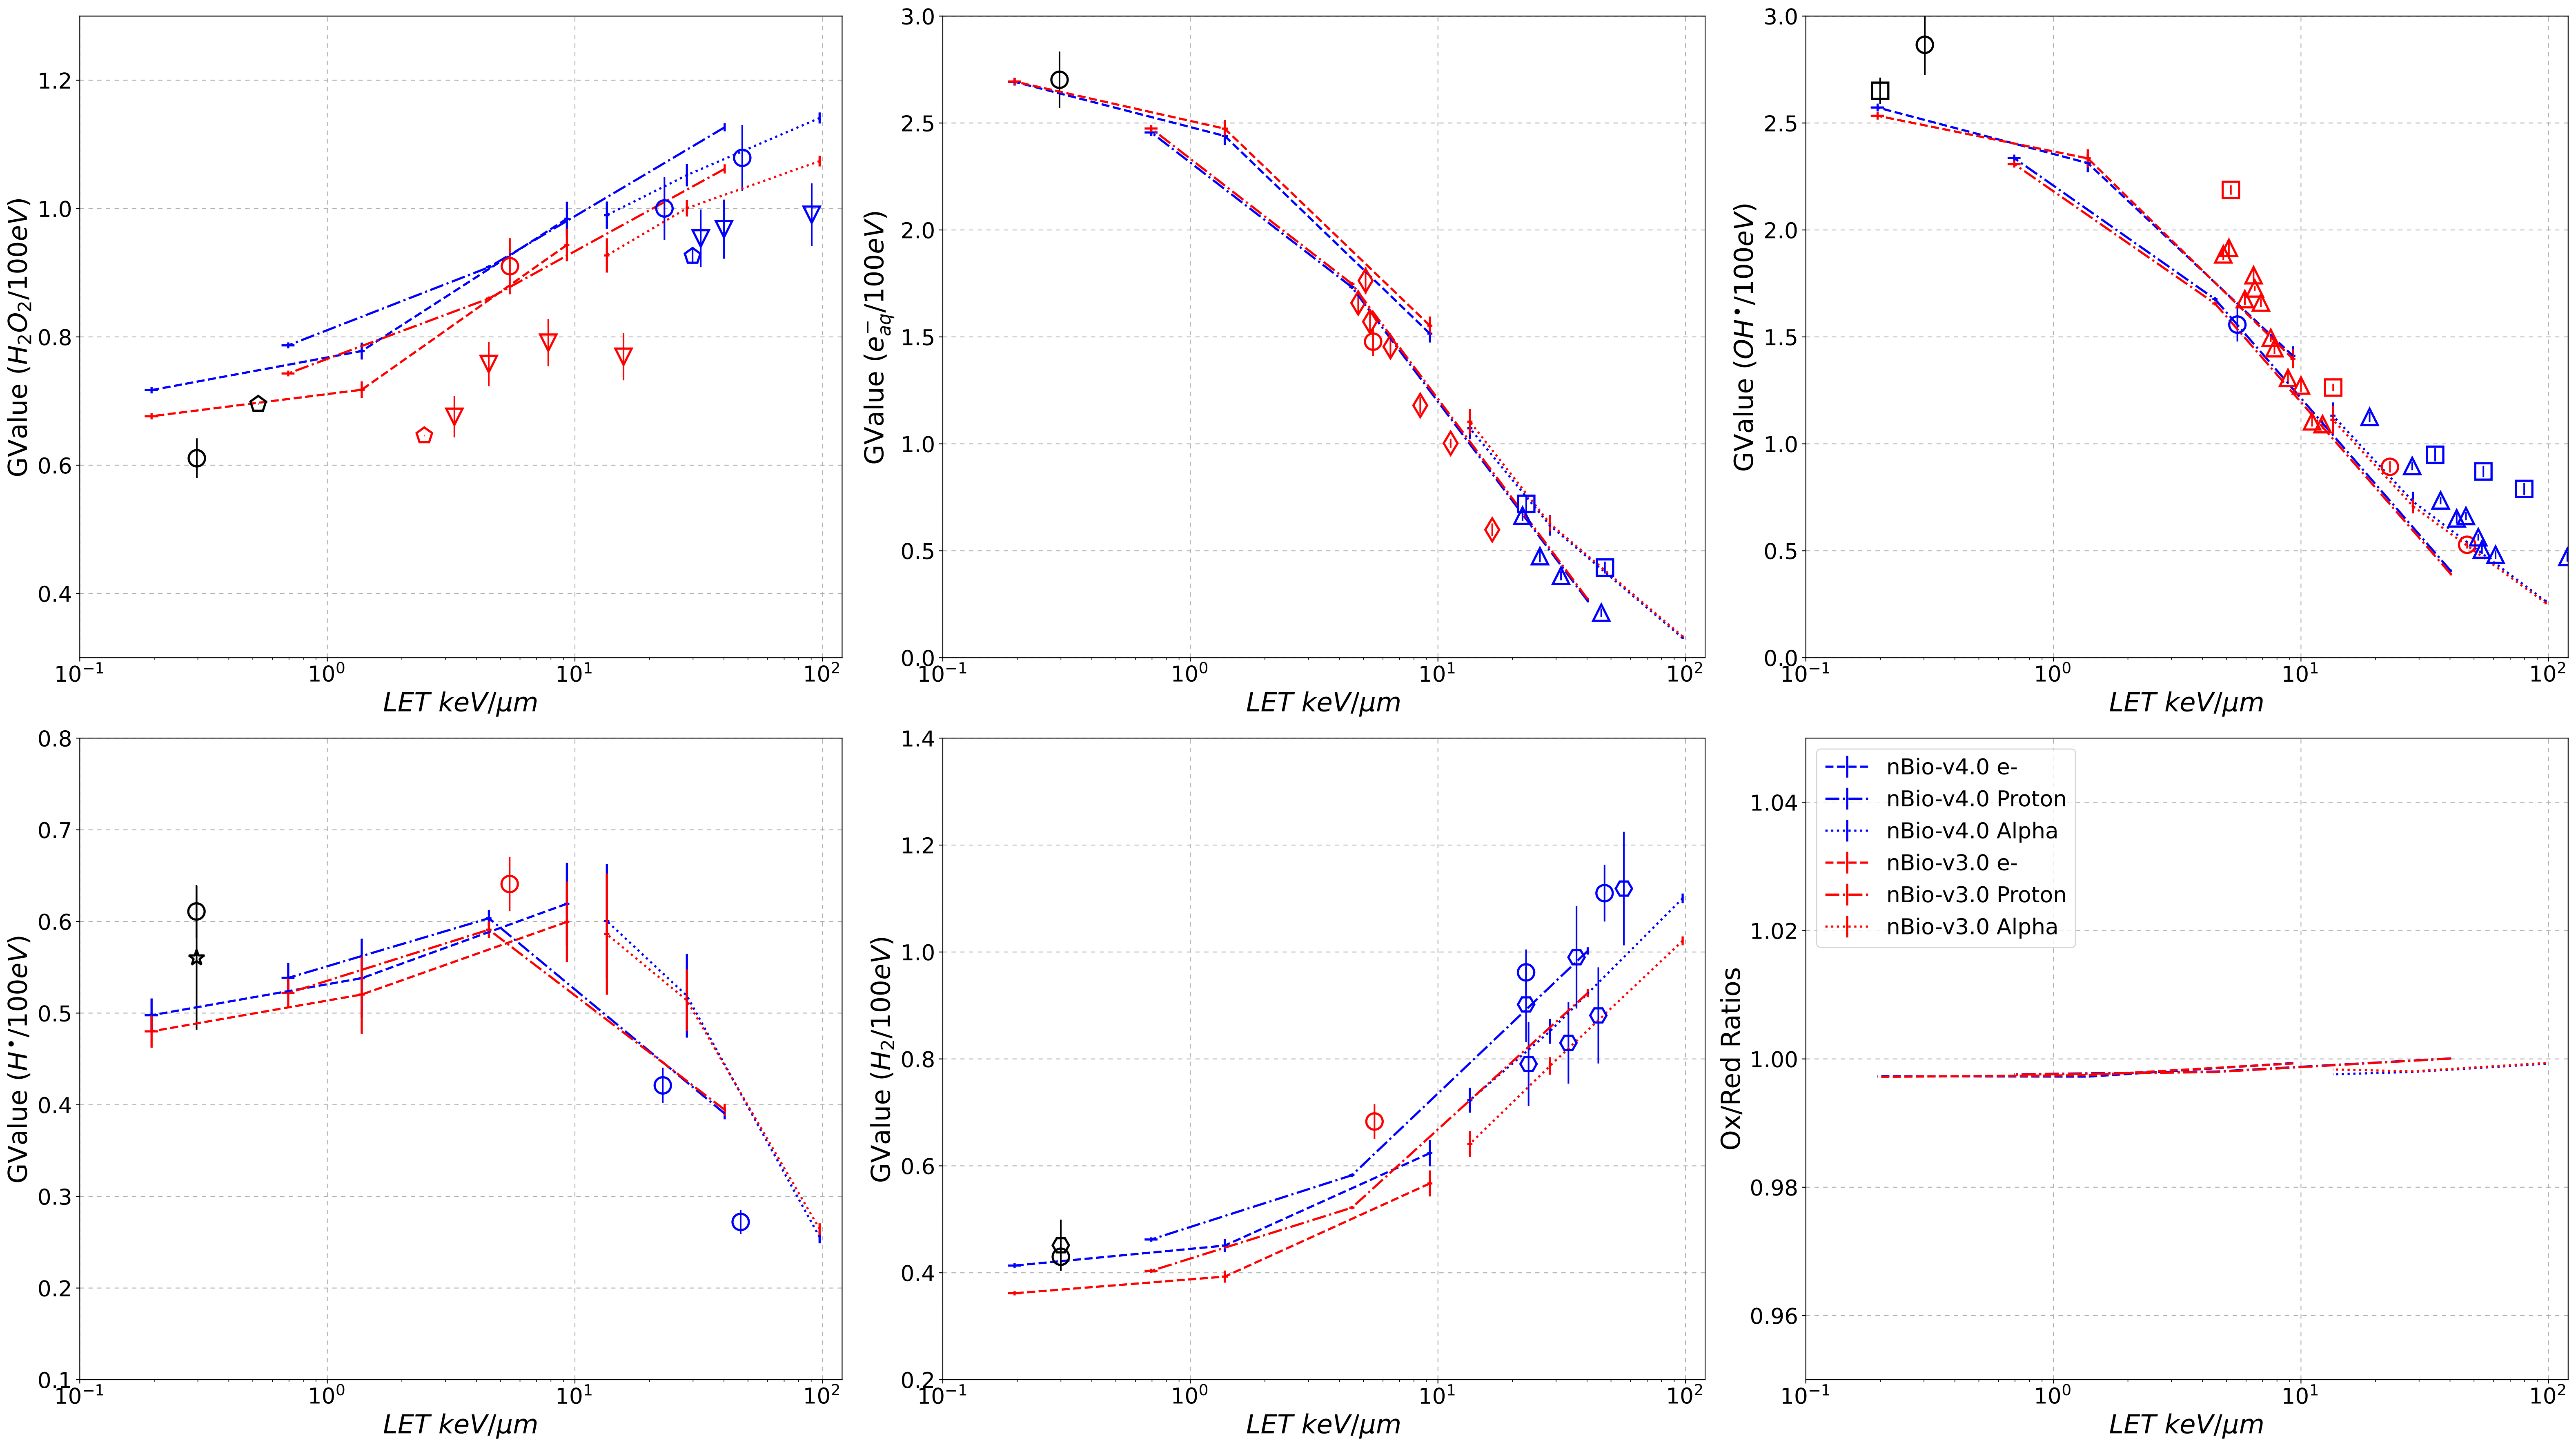 GValue (H₂O₂/100eV)
1.2
1.0
0.8
0.6
0.4
10⁻¹ 10⁰ 10¹ 10²
LET keV/μm
GValue (e⁻aq/100eV)
3.0
2.5
2.0
1.5
1.0
0.5
0.0
10⁻¹ 10⁰ 10¹ 10²
LET keV/μm
GValue (OH•/100eV)
3.0
2.5
2.0
1.5
1.0
0.5
0.0
10⁻¹ 10⁰ 10¹ 10²
LET keV/μm
GValue (H•/100eV)
0.8
0.7
0.6
0.5
0.4
0.3
0.2
0.1
10⁻¹ 10⁰ 10¹ 10²
LET keV/μm
GValue (H₂/100eV)
1.4
1.2
1.0
0.8
0.6
0.4
0.2
10⁻¹ 10⁰ 10¹ 10²
LET keV/μm
Ox/Red Ratios
1.04
1.02
1.00
0.98
0.96
nBio-v4.0 e-
nBio-v4.0 Proton
nBio-v4.0 Alpha
nBio-v3.0 e-
nBio-v3.0 Proton
nBio-v3.0 Alpha
10⁻¹ 10⁰ 10¹ 10²
LET keV/μm